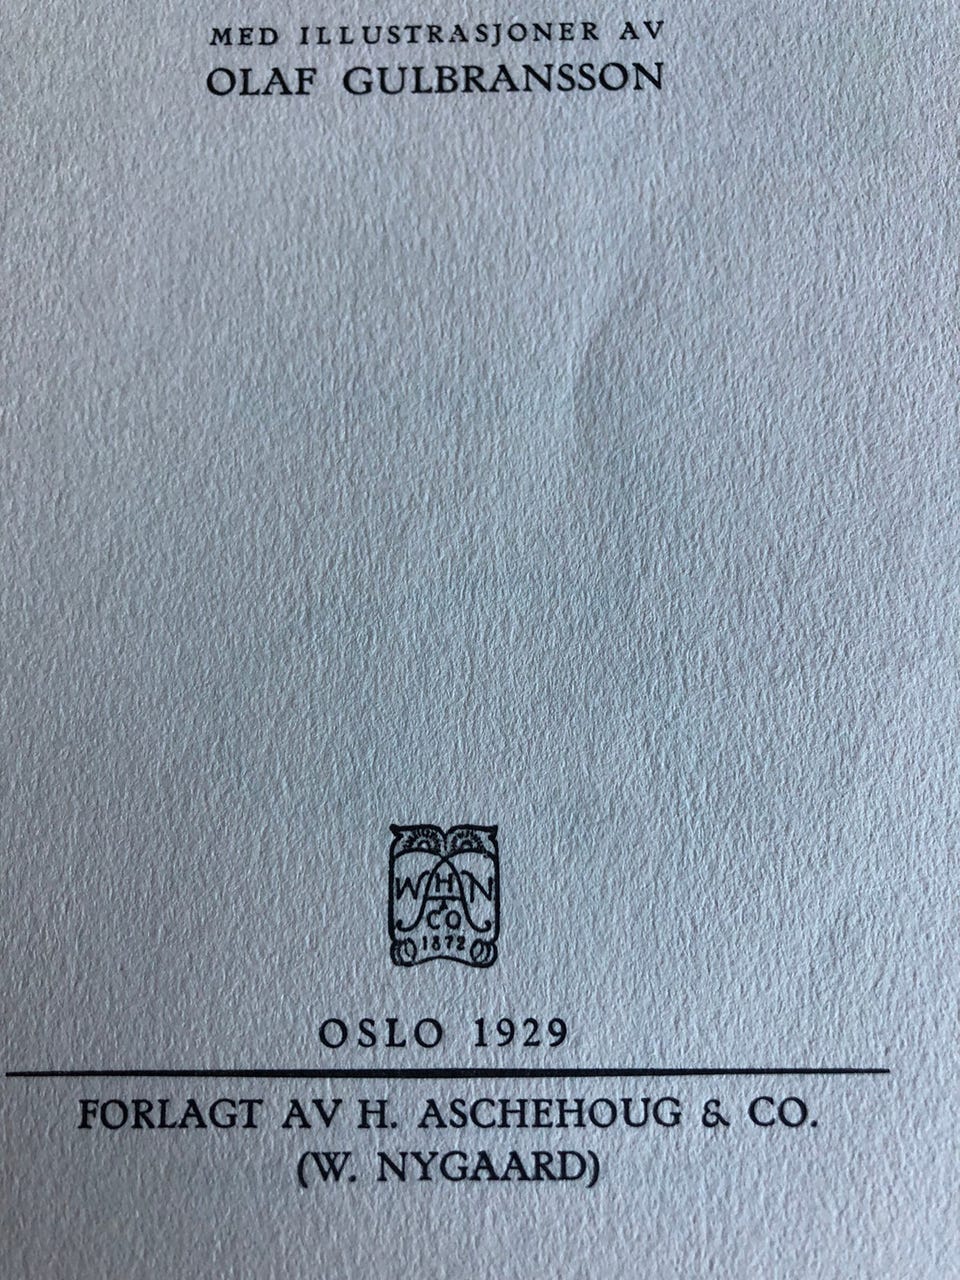 MED ILLUSTRASJONER AV
OLAF GULBRANSSON
W H N
& CO
1872
OSLO 1929
FORLAGT AV H. ASCHEHOUG & CO.
(W. NYGAARD)